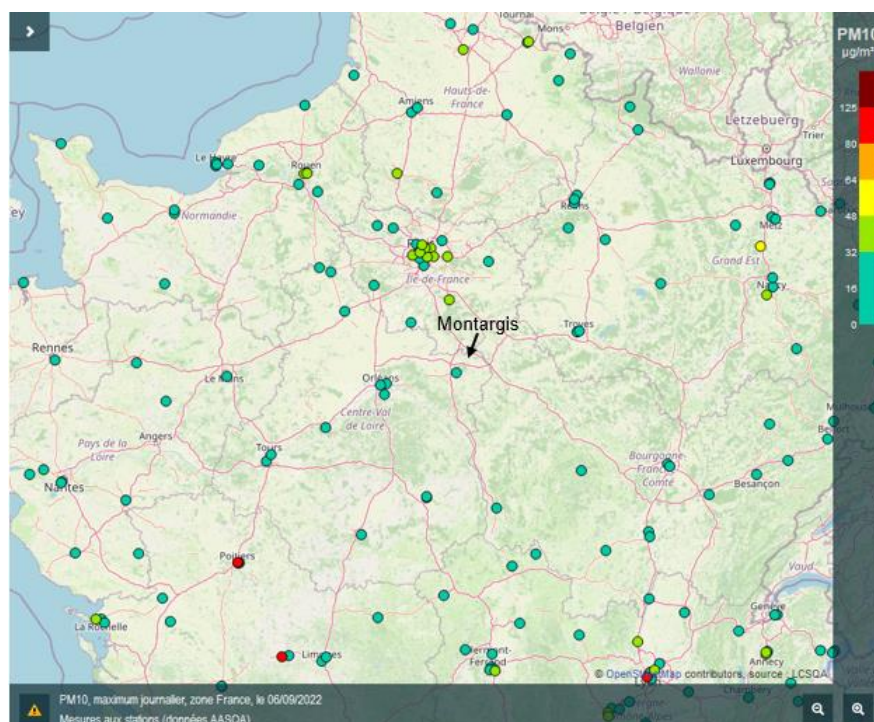 Tournai
Mons
België / Belgique /
Belgien
PM10
µg/m³
Wallonie
Hauts-de-
France
Amiens
Lëtzebuerg
Trier
125
Luxembourg
80
Le Havre
Rouen
64
Normandie
Reims
Metz
48
Grand Est
32
Île-de-France
Nancy
16
Montargis
Troyes
0
Rennes
Le Mans
Orléans
Centre-Val
de Loire
Mulhouse
Belfort
Pays de la
Loire
Angers
Tours
Bourgogne-
Franche-
Comté
Besançon
Nantes
Poitiers
Vaud
Genève
La Rochelle
Limoges
Clermont-
Ferrand
Annecy
© OpenStreetMap contributors, source : LCSQA
Lyon
Chambéry
PM10, maximum journalier, zone France, le 06/09/2022
Mesures aux stations (données AASQA)